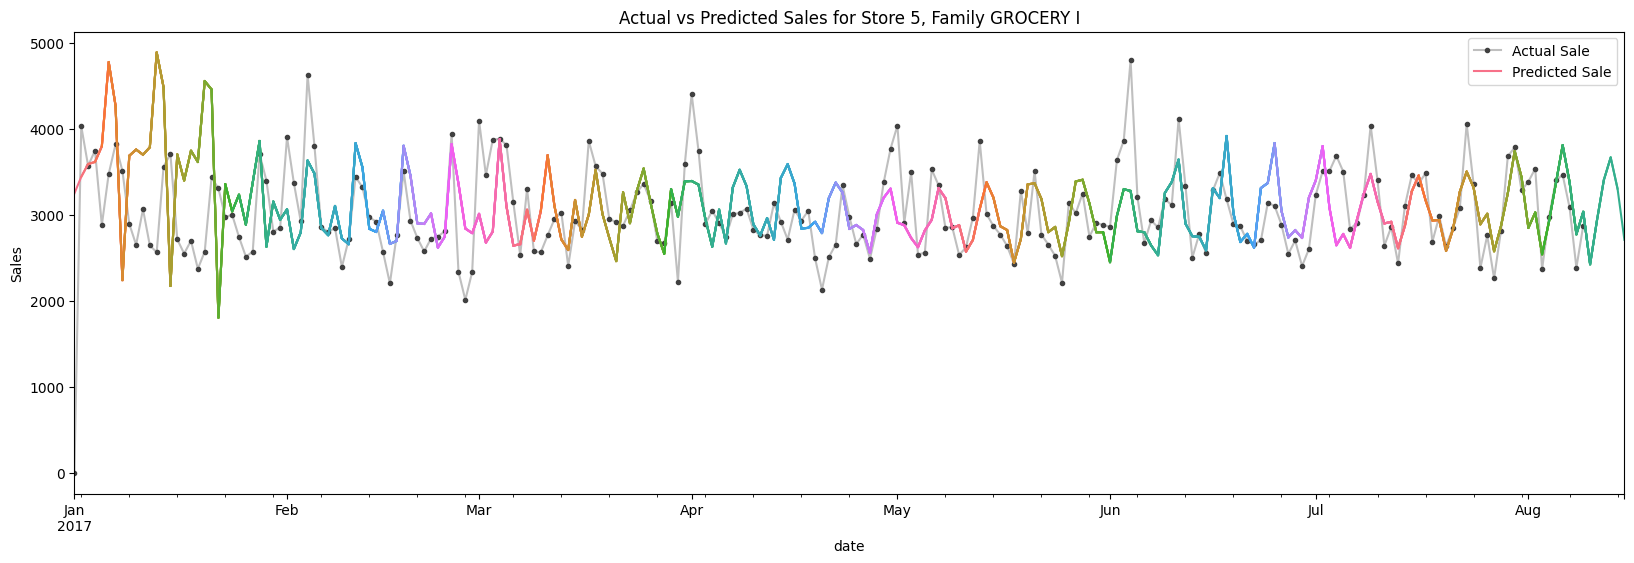 Actual vs Predicted Sales for Store 5, Family GROCERY I
Actual Sale
Predicted Sale
Sales
5000
4000
3000
2000
1000
0
Jan Feb Mar Apr May Jun Jul Aug
2017
date